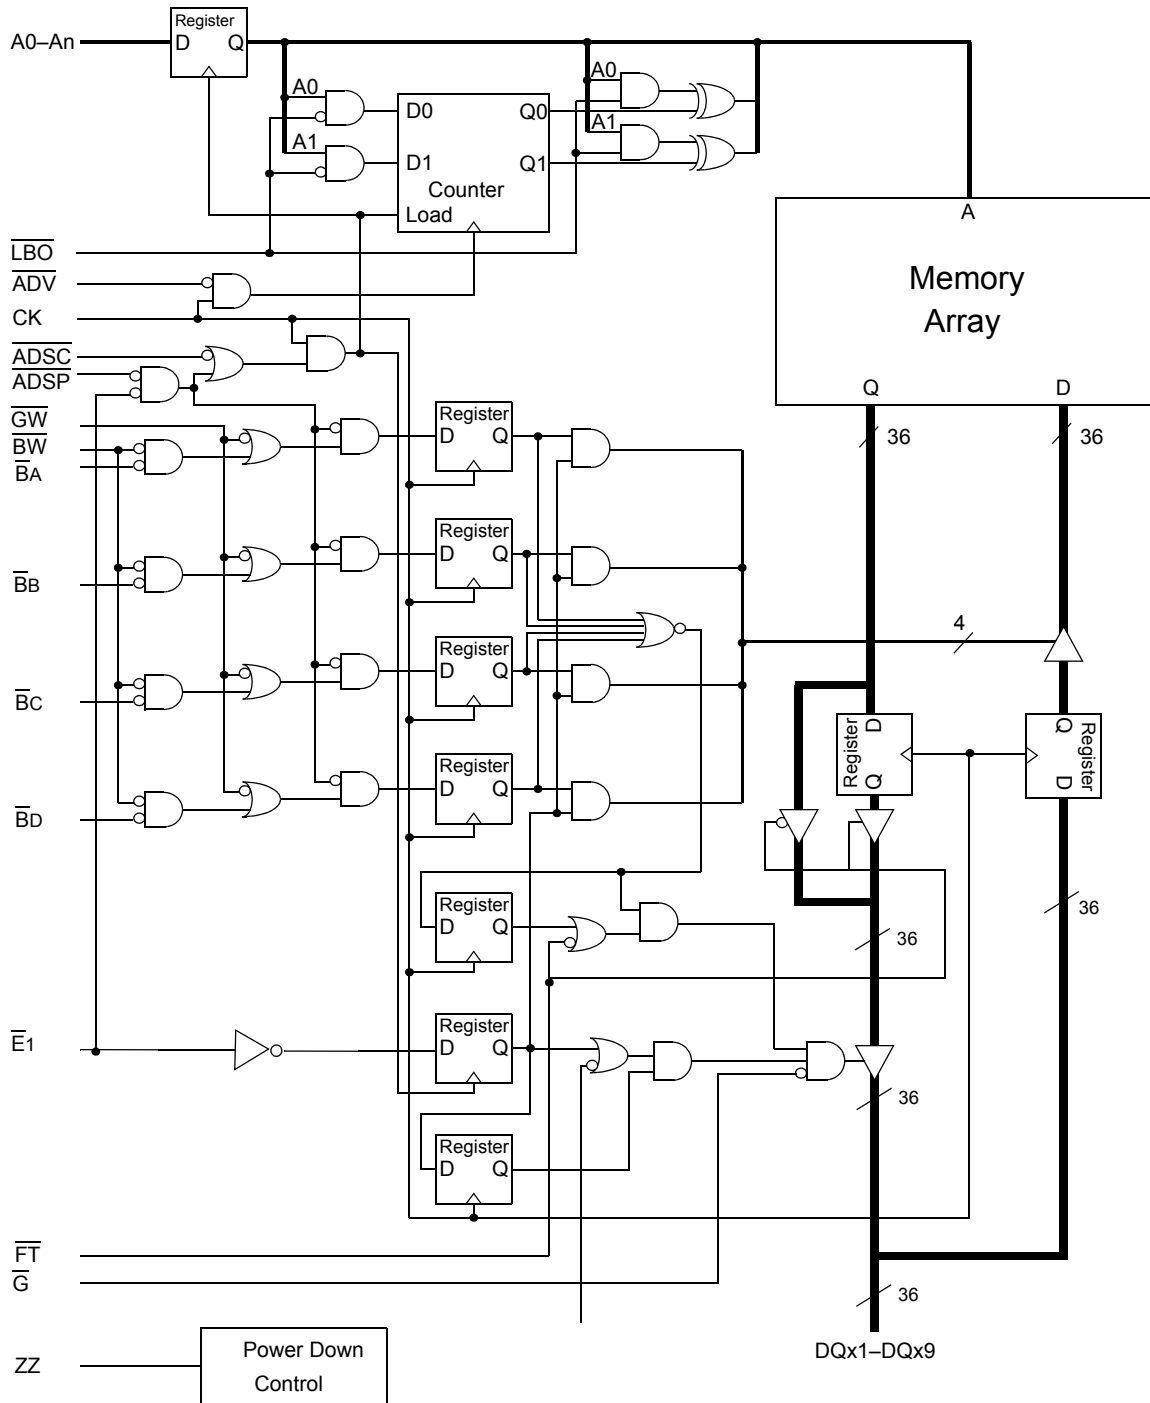 Register
A0–An
D Q
A0
A0
D0
Q0
A1
A1
D1
Q1
Counter
Load
A
LBO
ADV
CK
Memory
Array
ADSC
ADSP
Q
D
GW
BW
BA
Register
D Q
36
36
Register
D Q
BB
4
Register
D Q
BC
Register
D
Q
Q
D
Register
Register
D Q
BD
36
Register
D Q
36
Register
D Q
E1
36
Register
D Q
FT
G
36
ZZ
Power Down
Control
DQx1–DQx9